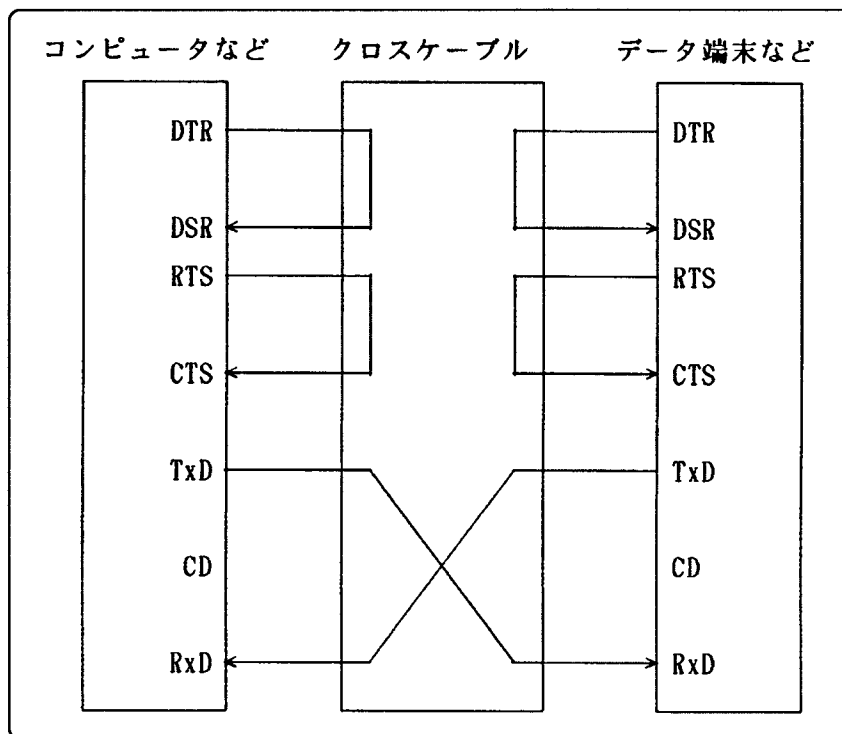 コンピュータなど
クロスケーブル
データ端末など
DTR
DTR
DSR
DSR
RTS
RTS
CTS
CTS
TxD
TxD
CD
CD
RxD
RxD